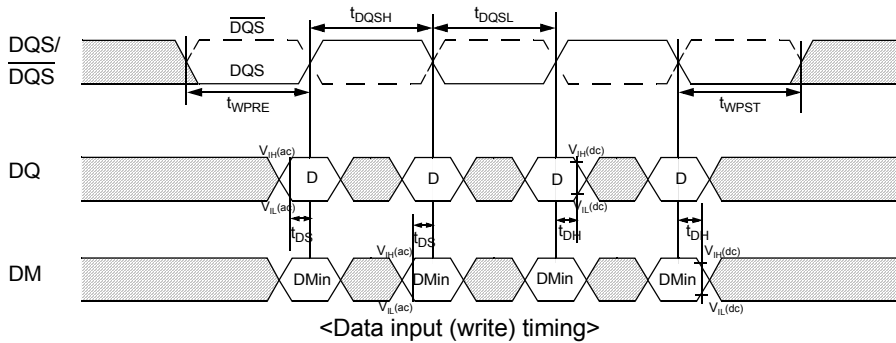 tDQSH tDQSL
DQS
DQS/
DQS
DQS
tWPRE tWPST
VIH(ac) VIH(dc)
DQ D D D D
VIL(ac) VIL(dc)
tDS tDS tDH tDH
VIH(ac) VIH(dc)
DM DMin DMin DMin DMin
VIL(ac) VIL(dc)
<Data input (write) timing>